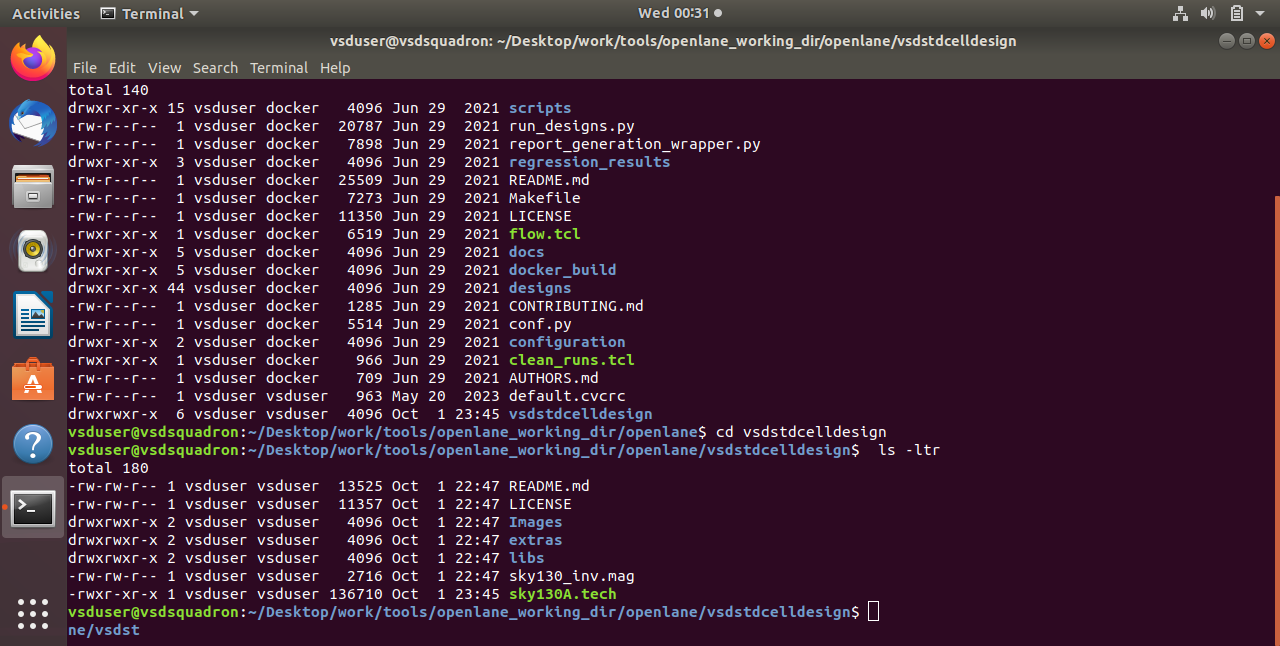 Activities Terminal Wed 00:31
vsduser@vsdsquadron: ~/Desktop/work/tools/openlane_working_dir/openlane/vsdstdcelldesign
File Edit View Search Terminal Help
total 140
drwxr-xr-x 15 vsduser docker   4096 Jun 29  2021 scripts
-rw-r--r--  1 vsduser docker  20787 Jun 29  2021 run_designs.py
-rw-r--r--  1 vsduser docker   7898 Jun 29  2021 report_generation_wrapper.py
drwxr-xr-x  3 vsduser docker   4096 Jun 29  2021 regression_results
-rw-r--r--  1 vsduser docker  25509 Jun 29  2021 README.md
-rw-r--r--  1 vsduser docker   7273 Jun 29  2021 Makefile
-rw-r--r--  1 vsduser docker  11350 Jun 29  2021 LICENSE
-rwxr-xr-x  1 vsduser docker   6519 Jun 29  2021 flow.tcl
drwxr-xr-x  5 vsduser docker   4096 Jun 29  2021 docs
drwxr-xr-x  5 vsduser docker   4096 Jun 29  2021 docker_build
drwxr-xr-x 44 vsduser docker   4096 Jun 29  2021 designs
-rw-r--r--  1 vsduser docker   1285 Jun 29  2021 CONTRIBUTING.md
-rw-r--r--  1 vsduser docker   5514 Jun 29  2021 conf.py
drwxr-xr-x  2 vsduser docker   4096 Jun 29  2021 configuration
-rwxr-xr-x  1 vsduser docker    966 Jun 29  2021 clean_runs.tcl
-rw-r--r--  1 vsduser docker    709 Jun 29  2021 AUTHORS.md
-rw-r--r--  1 vsduser vsduser   963 May 20  2023 default.cvcrc
drwxrwxr-x  6 vsduser vsduser  4096 Oct  1 23:45 vsdstdcelldesign
vsduser@vsdsquadron:~/Desktop/work/tools/openlane_working_dir/openlane$ cd vsdstdcelldesign
vsduser@vsdsquadron:~/Desktop/work/tools/openlane_working_dir/openlane/vsdstdcelldesign$  ls -ltr
total 180
-rw-rw-r-- 1 vsduser vsduser  13525 Oct  1 22:47 README.md
-rw-rw-r-- 1 vsduser vsduser  11357 Oct  1 22:47 LICENSE
drwxrwxr-x 2 vsduser vsduser   4096 Oct  1 22:47 Images
drwxrwxr-x 2 vsduser vsduser   4096 Oct  1 22:47 extras
drwxrwxr-x 2 vsduser vsduser   4096 Oct  1 22:47 libs
-rw-rw-r-- 1 vsduser vsduser   2716 Oct  1 22:47 sky130_inv.mag
-rwxr-xr-x 1 vsduser vsduser 136710 Oct  1 23:45 sky130A.tech
vsduser@vsdsquadron:~/Desktop/work/tools/openlane_working_dir/openlane/vsdstdcelldesign$
ne/vsdst